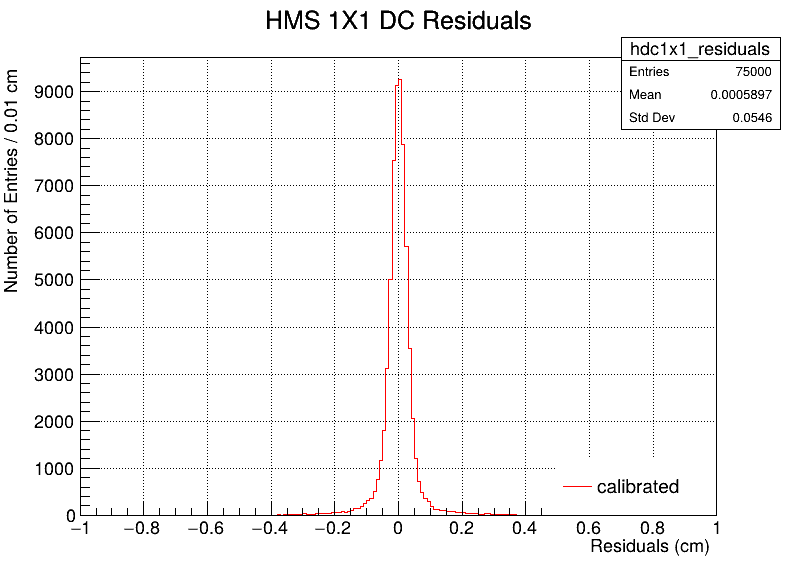 HMS 1X1 DC Residuals
hdc1x1_residuals
Entries 75000
Mean 0.0005897
Std Dev 0.0546
Number of Entries / 0.01 cm
9000
8000
7000
6000
5000
4000
3000
2000
1000
0
calibrated
−1 −0.8 −0.6 −0.4 −0.2 0 0.2 0.4 0.6 0.8 1
Residuals (cm)